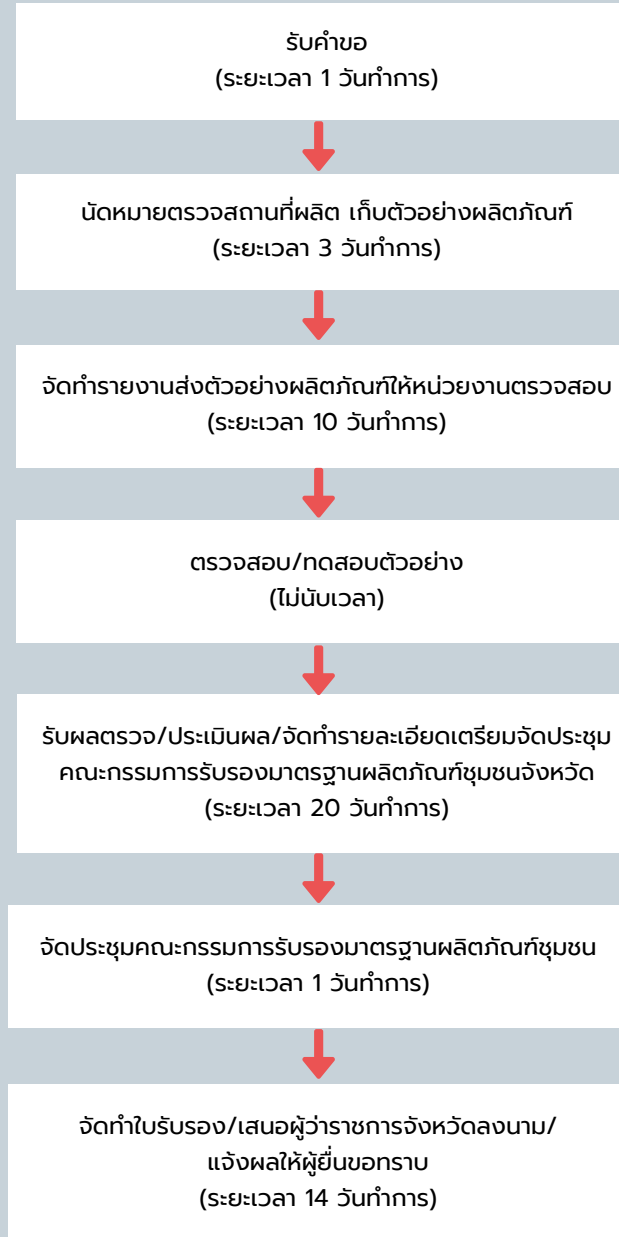 รับคำขอ
(ระยะเวลา 1 วันทำการ)
นัดหมายตรวจสถานที่ผลิต เก็บตัวอย่างผลิตภัณฑ์
(ระยะเวลา 3 วันทำการ)
จัดทำรายงานส่งตัวอย่างผลิตภัณฑ์ให้หน่วยงานตรวจสอบ
(ระยะเวลา 10 วันทำการ)
ตรวจสอบ/ทดสอบตัวอย่าง
(ไม่นับเวลา)
รับผลตรวจ/ประเมินผล/จัดทำรายละเอียดเตรียมจัดประชุม
คณะกรรมการรับรองมาตรฐานผลิตภัณฑ์ชุมชนจังหวัด
(ระยะเวลา 20 วันทำการ)
จัดประชุมคณะกรรมการรับรองมาตรฐานผลิตภัณฑ์ชุมชน
(ระยะเวลา 1 วันทำการ)
จัดทำใบรับรอง/เสนอผู้ว่าราชการจังหวัดลงนาม/
แจ้งผลให้ผู้ยื่นขอทราบ
(ระยะเวลา 14 วันทำการ)